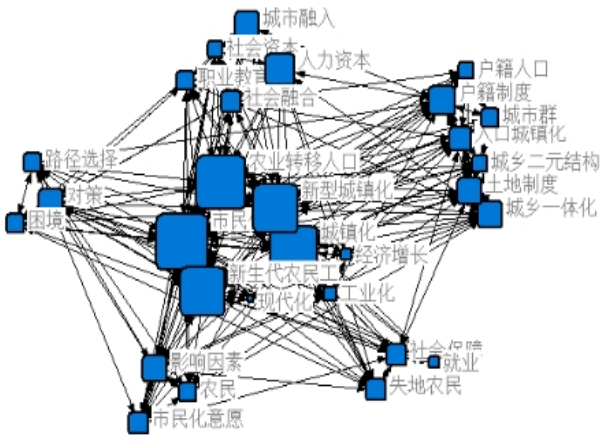 城市融入
社会资本
人力资本
户籍人口
职业教育
户籍制度
社会融合
城市群
人口城镇化
路径选择
农业转移人口
城乡二元结构
新型城镇化
土地制度
对策
城乡一体化
困境
市民
城镇化
经济增长
新生代农民工
现代化
工业化
社会保障
影响因素
就业
农民
失地农民
市民化意愿